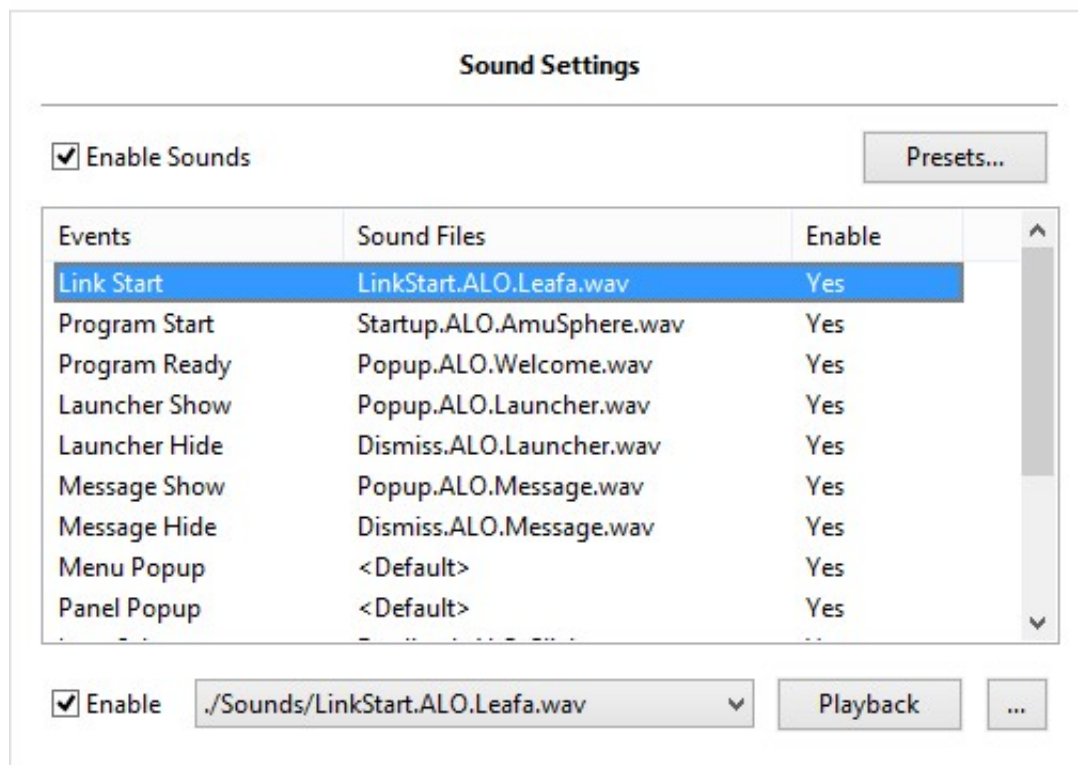 Sound Settings
Enable Sounds Presets...
Events Sound Files Enable
Link Start LinkStart.ALO.Leafa.wav Yes
Program Start Startup.ALO.AmuSphere.wav Yes
Program Ready Popup.ALO.Welcome.wav Yes
Launcher Show Popup.ALO.Launcher.wav Yes
Launcher Hide Dismiss.ALO.Launcher.wav Yes
Message Show Popup.ALO.Message.wav Yes
Message Hide Dismiss.ALO.Message.wav Yes
Menu Popup <Default> Yes
Panel Popup <Default> Yes
Enable ./Sounds/LinkStart.ALO.Leafa.wav Playback ...